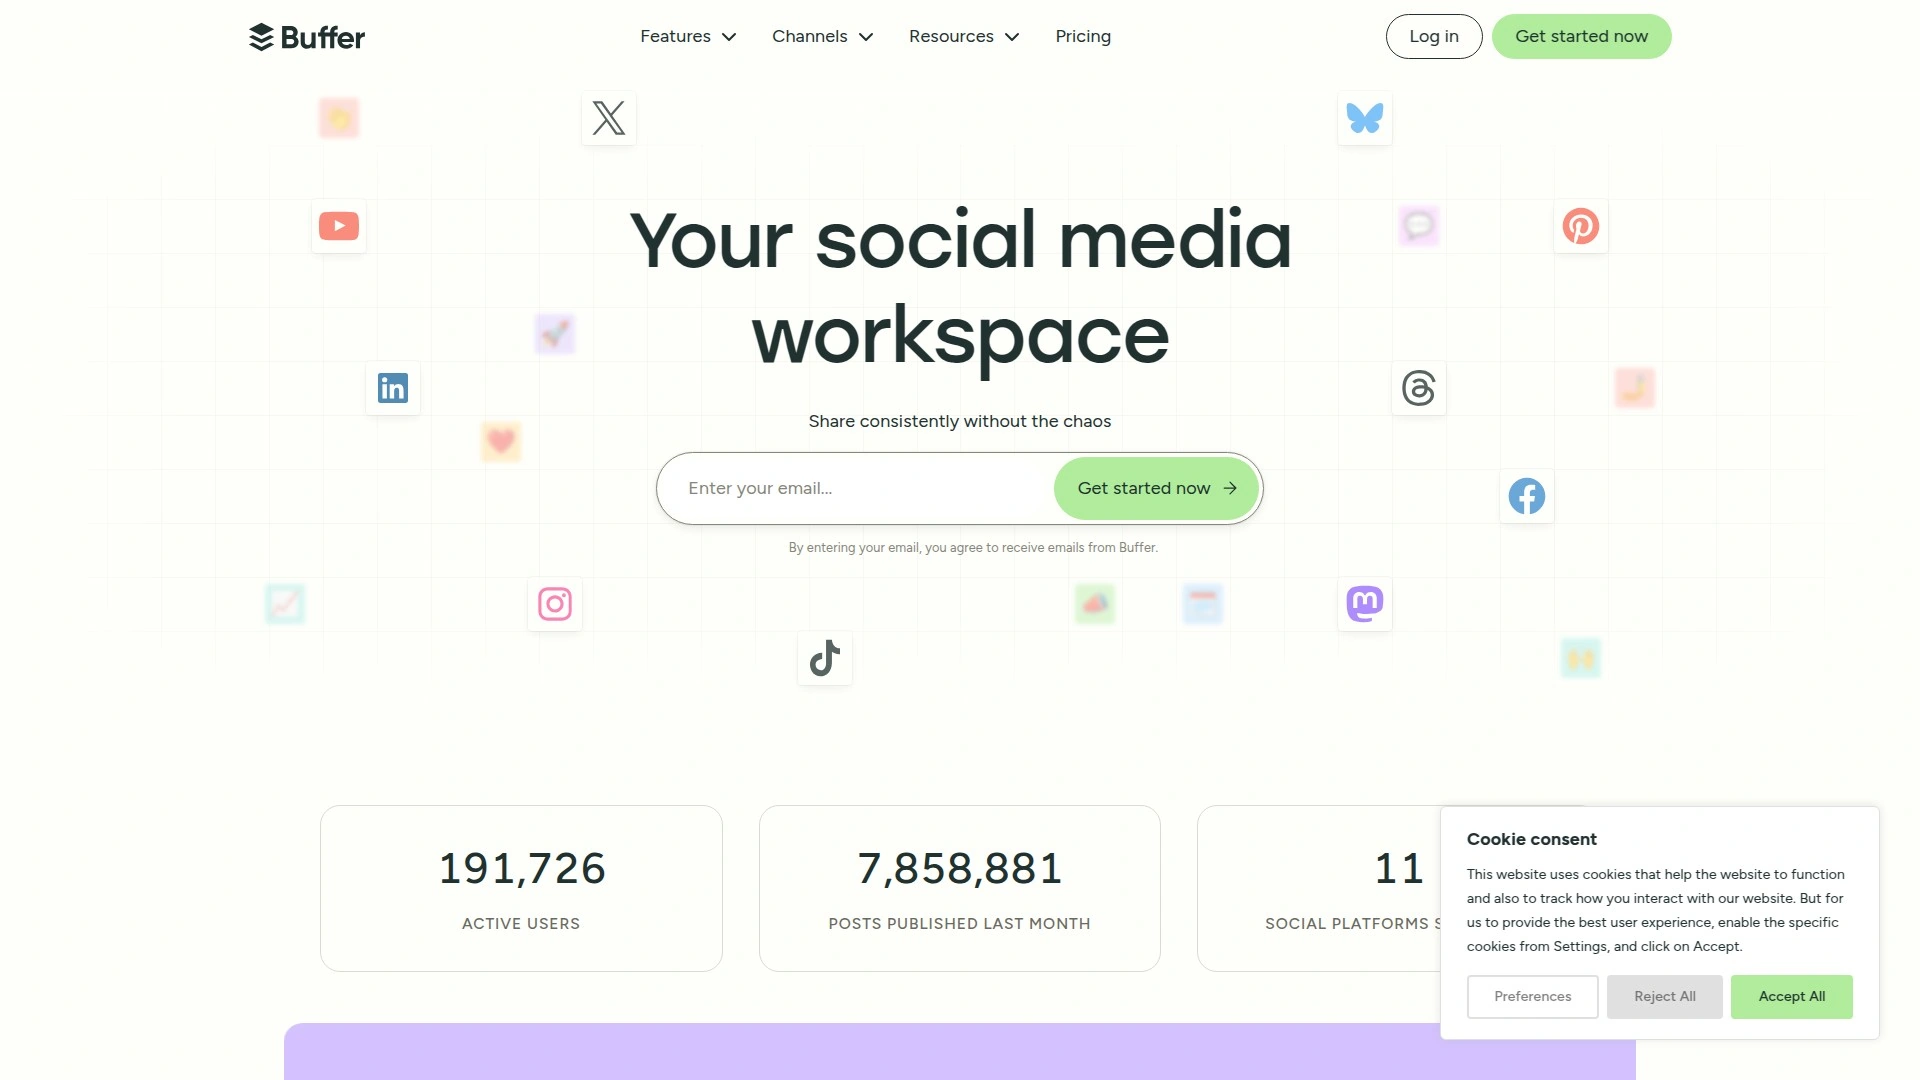 Buffer
Features
Channels
Resources
Pricing
Log in
Get started now
Your social media
workspace
Share consistently without the chaos
Enter your email...
Get started now
By entering your email, you agree to receive emails from Buffer.
191,726
ACTIVE USERS
7,858,881
POSTS PUBLISHED LAST MONTH
11
SOCIAL PLATFORMS
Cookie consent
This website uses cookies that help the website to function
and also to track how you interact with our website. But for
us to provide the best user experience, enable the specific
cookies from Settings, and click on Accept.
Preferences
Reject All
Accept All